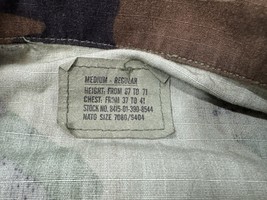 MEDIUM - REGULAR
HEIGHT: FROM 67 TO 71
CHEST: FROM 37 TO 41
STOCK NO. 8415-01-390-8544
NATO SIZE: 7080/9404